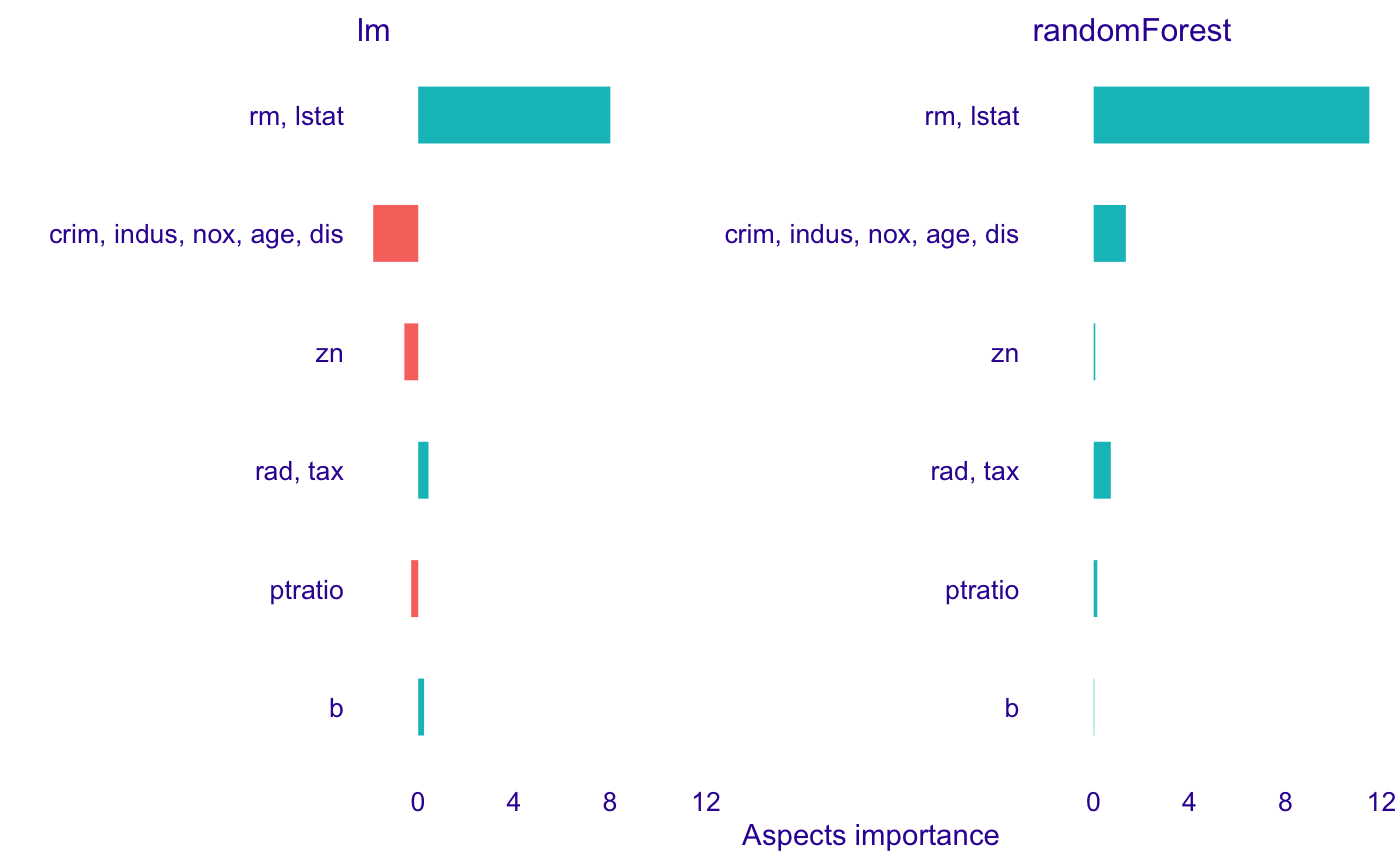 lm
rm, lstat
crim, indus, nox, age, dis
zn
rad, tax
ptratio
b
0 4 8 12
randomForest
rm, lstat
crim, indus, nox, age, dis
zn
rad, tax
ptratio
b
0 4 8 12
Aspects importance